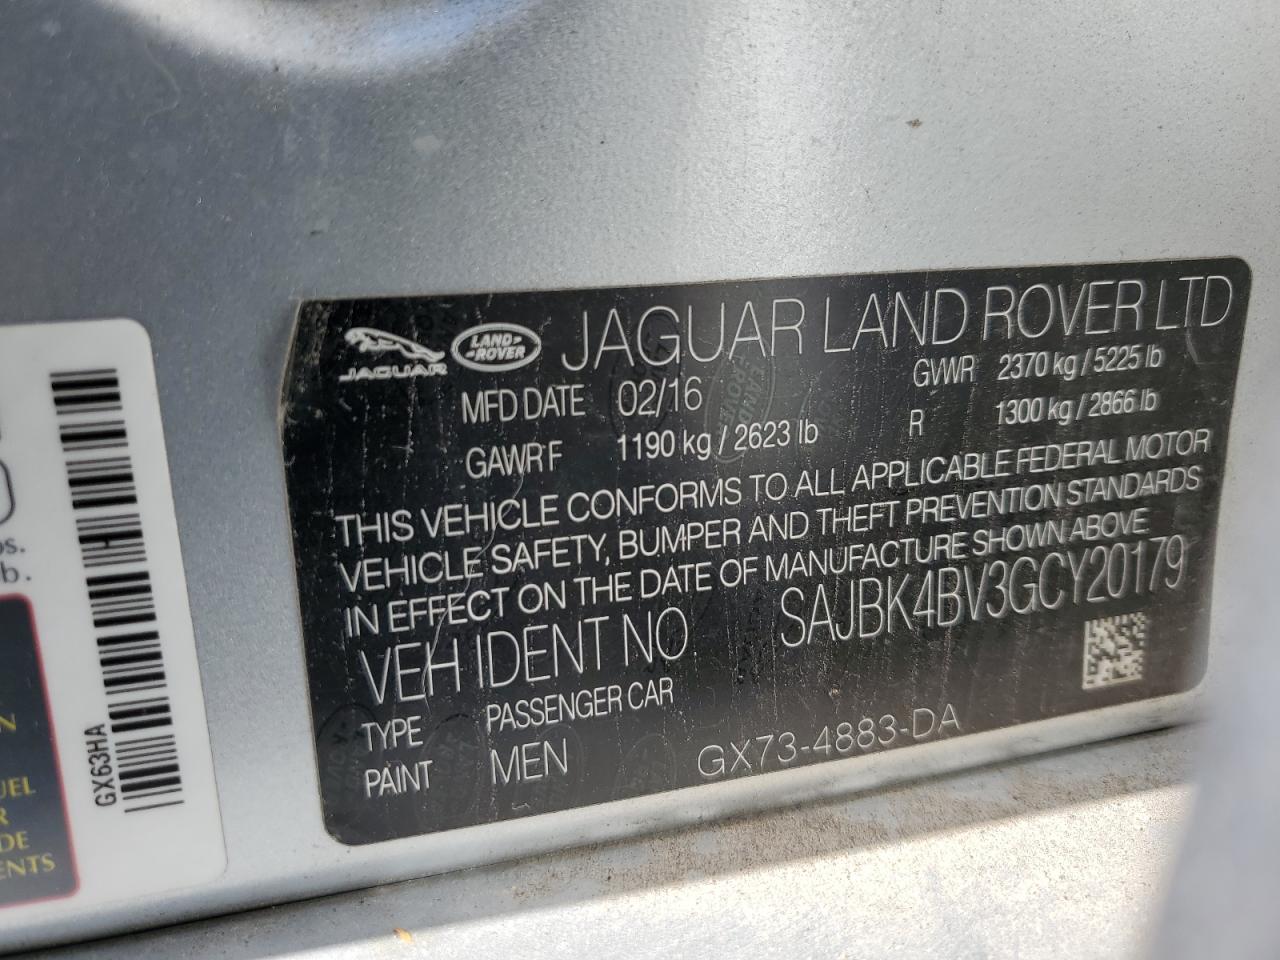 JAGUAR
LAND ROVER
JAGUAR LAND ROVER LTD
MFD DATE 02/16 GVWR 2370 kg / 5225 lb
GAWR F 1190 kg / 2623 lb R 1300 kg / 2866 lb
THIS VEHICLE CONFORMS TO ALL APPLICABLE FEDERAL MOTOR
VEHICLE SAFETY, BUMPER AND THEFT PREVENTION STANDARDS
IN EFFECT ON THE DATE OF MANUFACTURE SHOWN ABOVE
VEH IDENT NO SAJBK4BV3GCY20179
TYPE PASSENGER CAR
PAINT MEN GX73-4883-DA
GX63HA